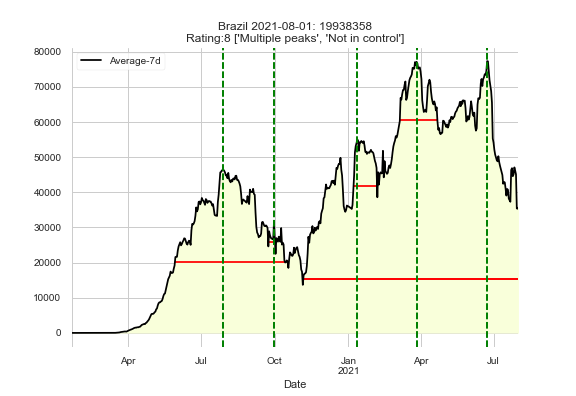 Brazil 2021-08-01: 19938358
Rating:8 ['Multiple peaks', 'Not in control']
80000
Average-7d
70000
60000
50000
40000
30000
20000
10000
0
Apr Jul Oct Jan Apr Jul
2021
Date